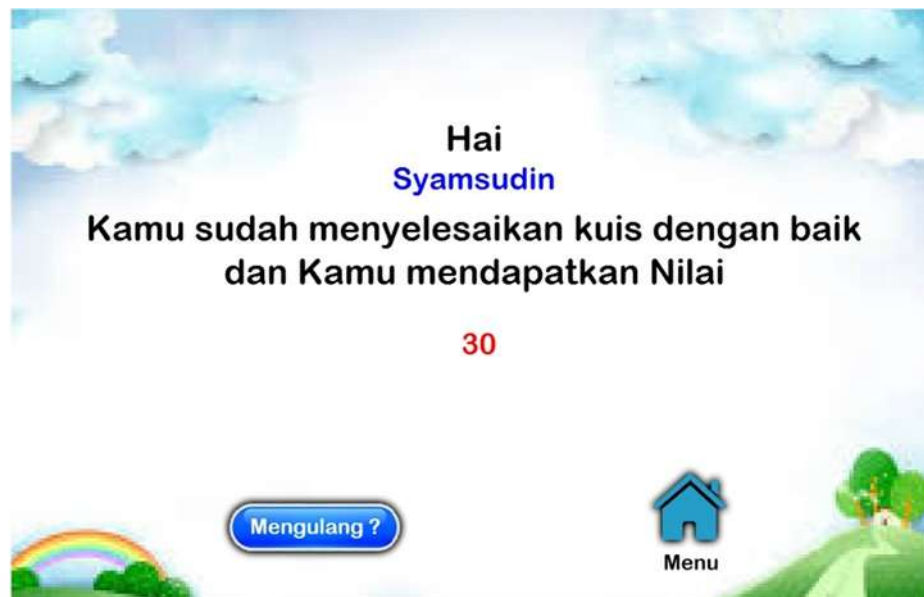 Hai
Syamsudin
Kamu sudah menyelesaikan kuis dengan baik
dan Kamu mendapatkan Nilai
30
Mengulang ?
Menu